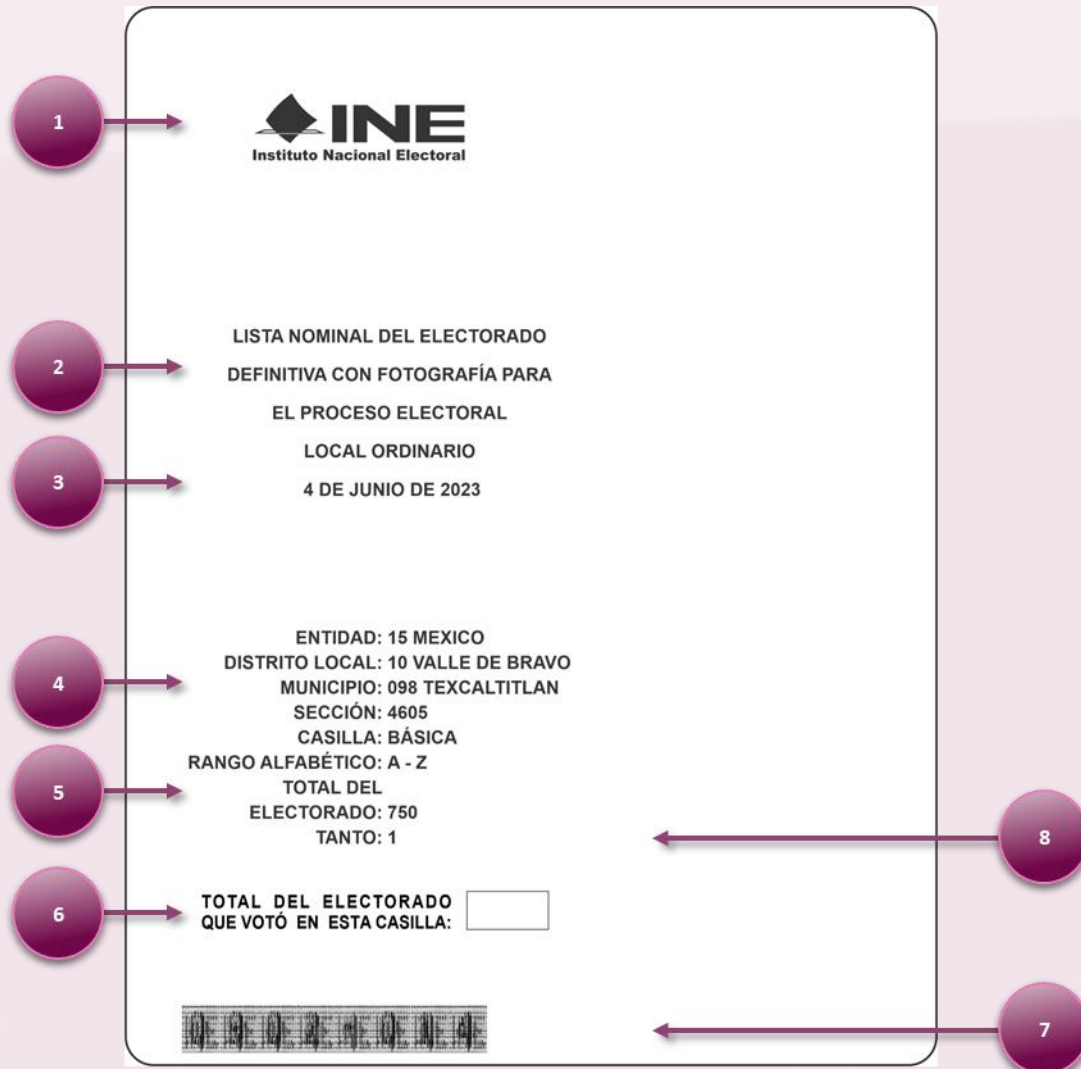 1
INE
Instituto Nacional Electoral
2
LISTA NOMINAL DEL ELECTORADO
DEFINITIVA CON FOTOGRAFÍA PARA
EL PROCESO ELECTORAL
LOCAL ORDINARIO
3
4 DE JUNIO DE 2023
ENTIDAD: 15 MEXICO
DISTRITO LOCAL: 10 VALLE DE BRAVO
4
MUNICIPIO: 098 TEXCALTITLAN
SECCIÓN: 4605
CASILLA: BÁSICA
RANGO ALFABÉTICO: A - Z
5
TOTAL DEL
ELECTORADO: 750
TANTO: 1
8
6
TOTAL DEL ELECTORADO
QUE VOTÓ EN ESTA CASILLA:
7